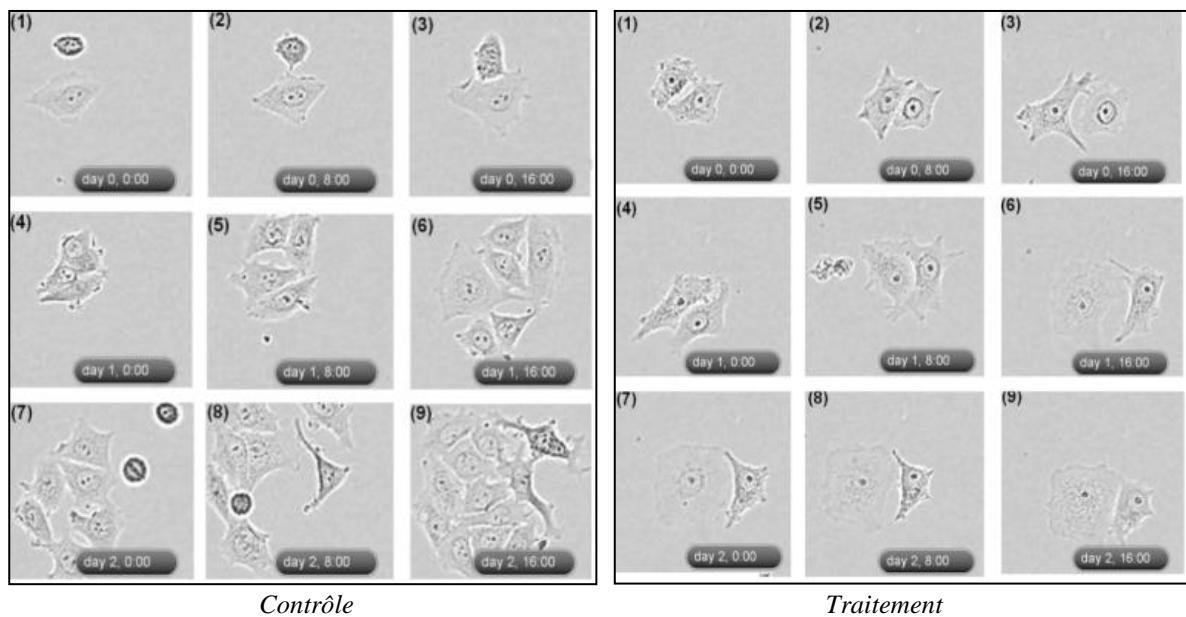 (1) (2) (3)
day 0, 0:00 day 0, 8:00 day 0, 16:00
(4) (5) (6)
day 1, 0:00 day 1, 8:00 day 1, 16:00
(7) (8) (9)
day 2, 0:00 day 2, 8:00 day 2, 16:00
Contrôle
(1) (2) (3)
day 0, 0:00 day 0, 8:00 day 0, 16:00
(4) (5) (6)
day 1, 0:00 day 1, 8:00 day 1, 16:00
(7) (8) (9)
day 2, 0:00 day 2, 8:00 day 2, 16:00
Traitement